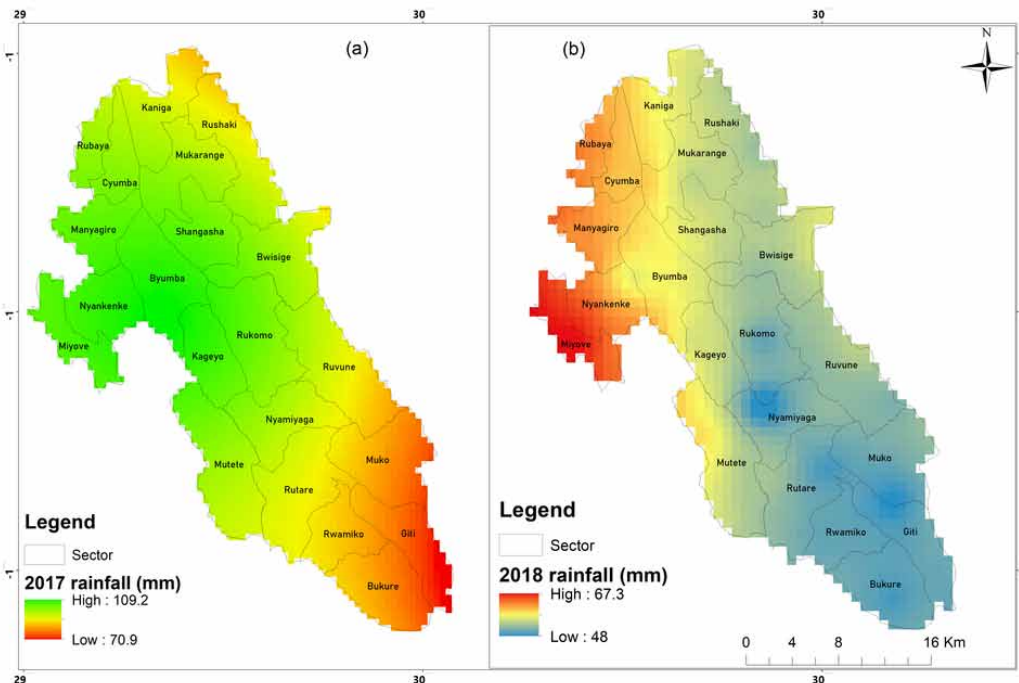 29
30
30
(a)
(b)
N
-1
-1
-1
Kaniga
Rushaki
Rubaya
Mukarange
Cyumba
Manyagiro
Shangasha
Bwisige
Byumba
Nyankenke
Miyove
Rukomo
Kageyo
Ruvune
Nyamiyaga
Mutete
Muko
Rutare
Rwamiko
Giti
Bukure
Legend
Sector
2017 rainfall (mm)
High : 109.2
Low : 70.9
Kaniga
Rushaki
Rubaya
Mukarange
Cyumba
Manyagiro
Shangasha
Bwisige
Byumba
Nyankenke
Miyove
Rukomo
Kageyo
Ruvune
Nyamiyaga
Mutete
Muko
Rutare
Rwamiko
Giti
Bukure
Legend
Sector
2018 rainfall (mm)
High : 67.3
Low : 48
0 4 8 16 Km
29
30
30